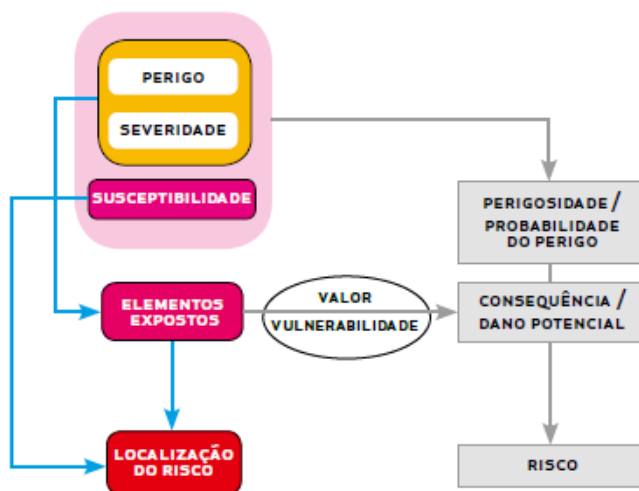 PERIGO
SEVERIDADE
SUSCEPTIBILIDADE
PERIGOSIDADE /
PROBABILIDADE
DO PERIGO
ELEMENTOS
EXPOSTOS
VALOR
VULNERABILIDADE
CONSEQUÊNCIA /
DANO POTENCIAL
LOCALIZAÇÃO
DO RISCO
RISCO